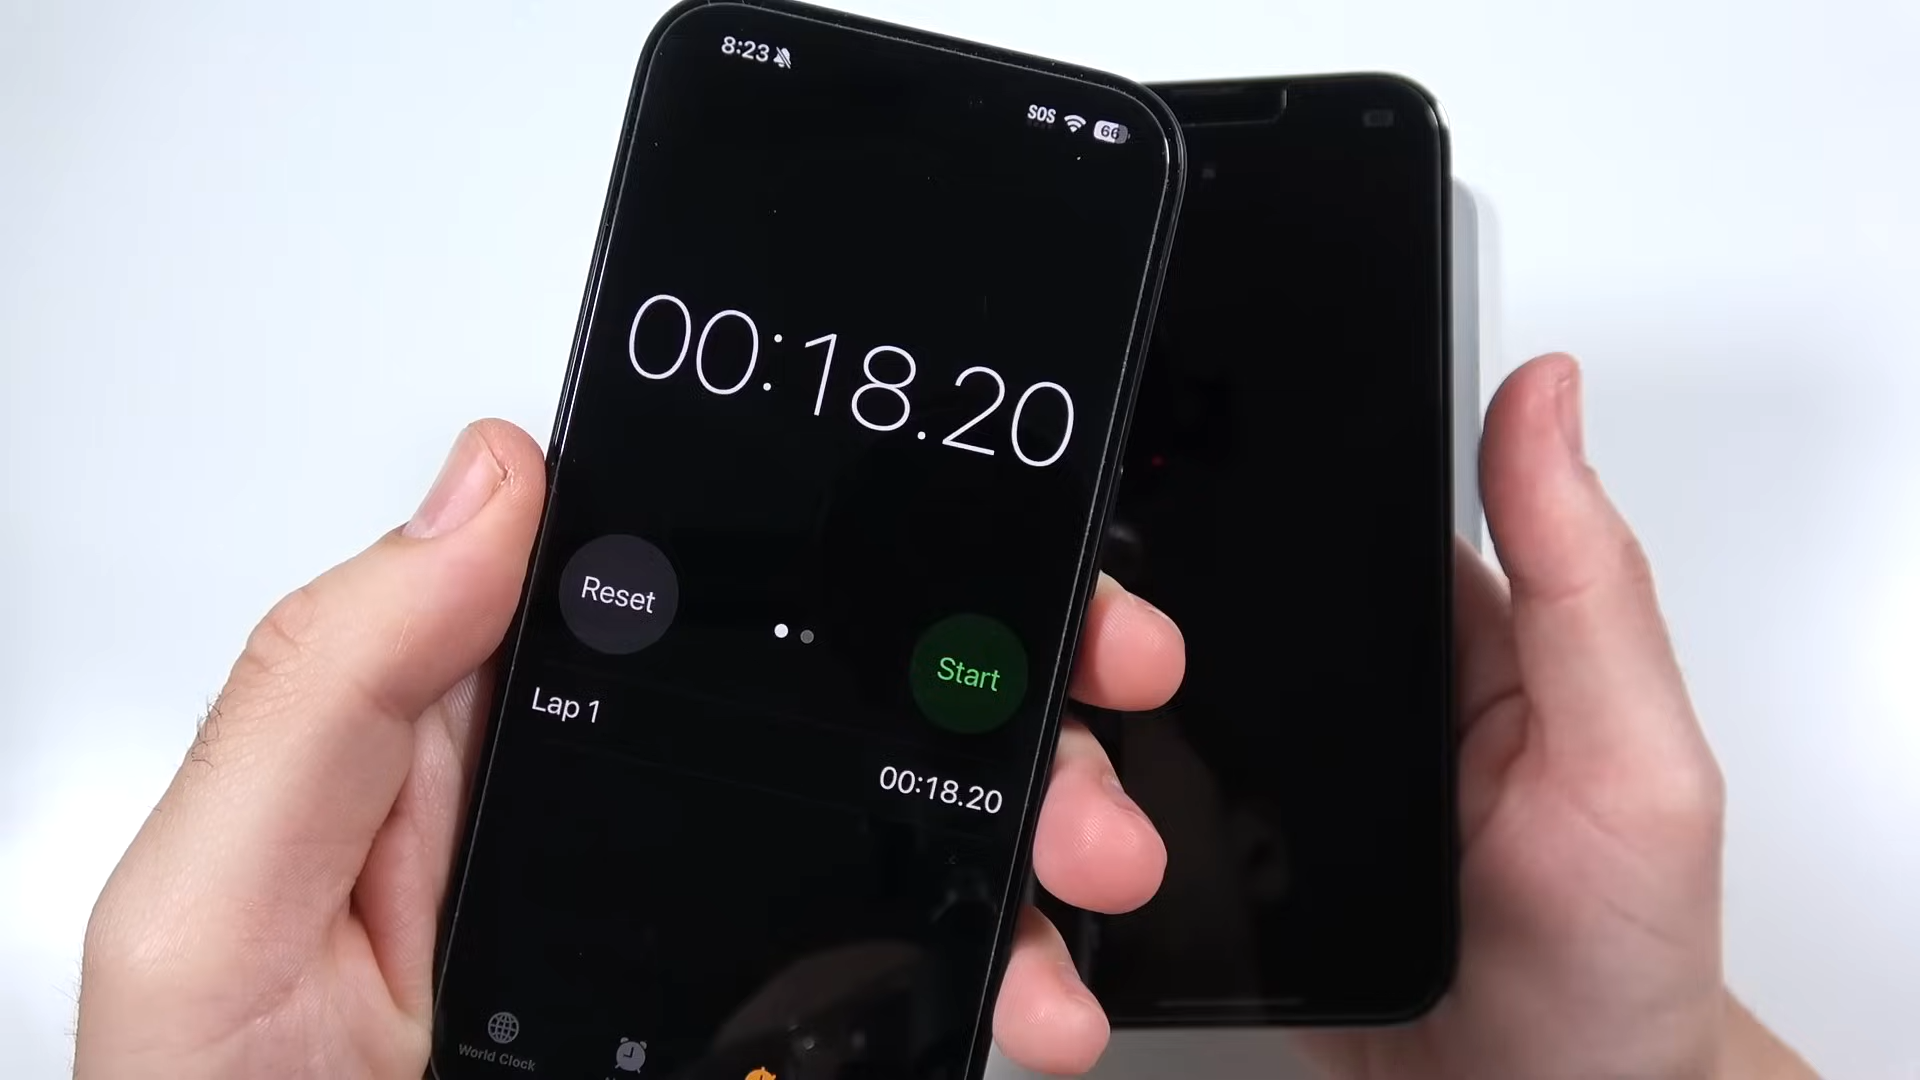 8:23
SOS 66
00:18.20
Reset
Start
Lap 1
00:18.20
World Clock